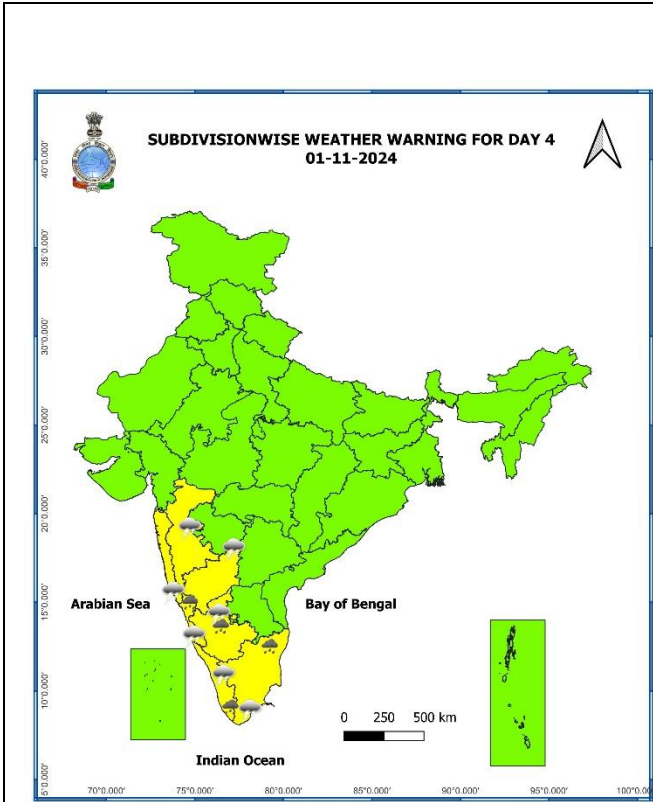 SUBDIVISIONWISE WEATHER WARNING FOR DAY 4
01-11-2024
40°0.000'
35°0.000'
30°0.000'
25°0.000'
20°0.000'
15°0.000'
10°0.000'
5°0.000'
Arabian Sea
Bay of Bengal
0 250 500 km
Indian Ocean
70°0.000' 75°0.000' 80°0.000' 85°0.000' 90°0.000' 95°0.000'